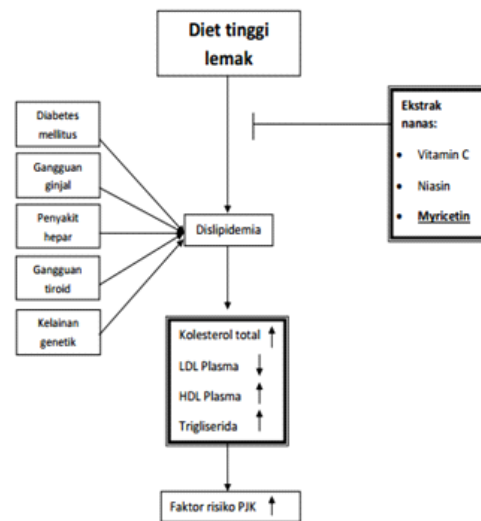 Diet tinggi
lemak
Diabetes
mellitus
Gangguan
ginjal
Penyakit
hepar
Gangguan
tiroid
Kelainan
genetik
Ekstrak
nanas:
• Vitamin C
• Niasin
• Myricetin
Dislipidemia
Kolesterol total ↑
LDL Plasma ↓
HDL Plasma ↑
Trigliserida ↑
Faktor risiko PJK ↑